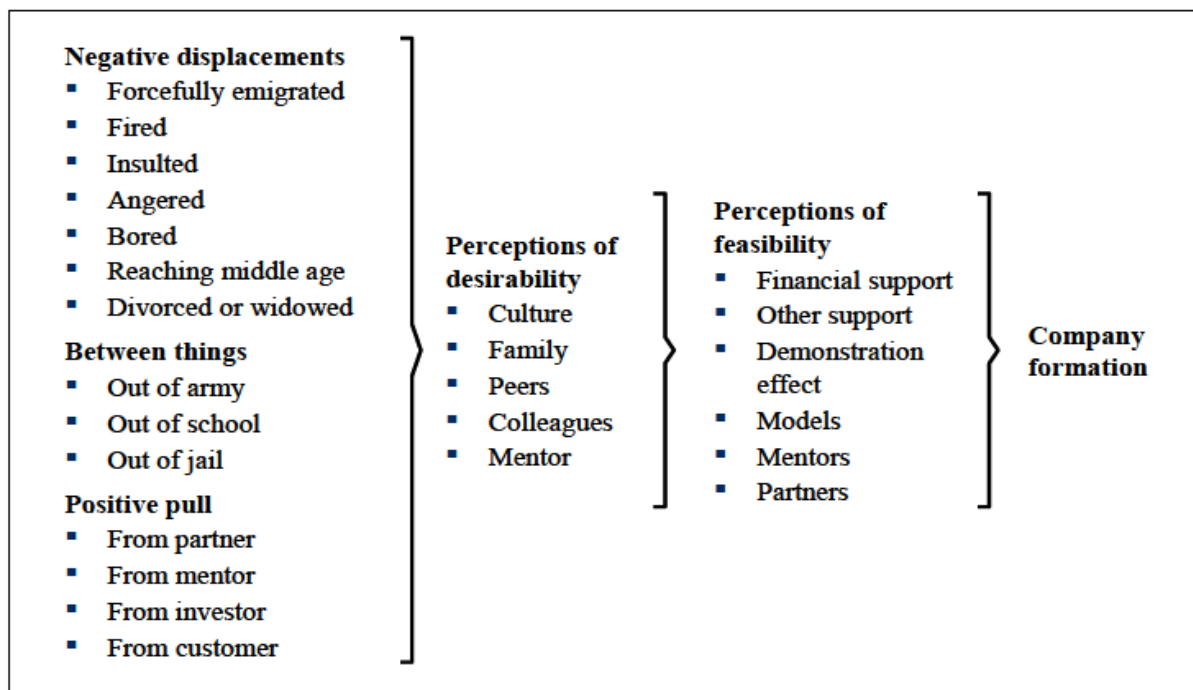 Negative displacements
▪ Forcefully emigrated
▪ Fired
▪ Insulted
▪ Angered
▪ Bored
▪ Reaching middle age
▪ Divorced or widowed
Between things
▪ Out of army
▪ Out of school
▪ Out of jail
Positive pull
▪ From partner
▪ From mentor
▪ From investor
▪ From customer
Perceptions of
desirability
▪ Culture
▪ Family
▪ Peers
▪ Colleagues
▪ Mentor
Perceptions of
feasibility
▪ Financial support
▪ Other support
▪ Demonstration
effect
▪ Models
▪ Mentors
▪ Partners
Company
formation